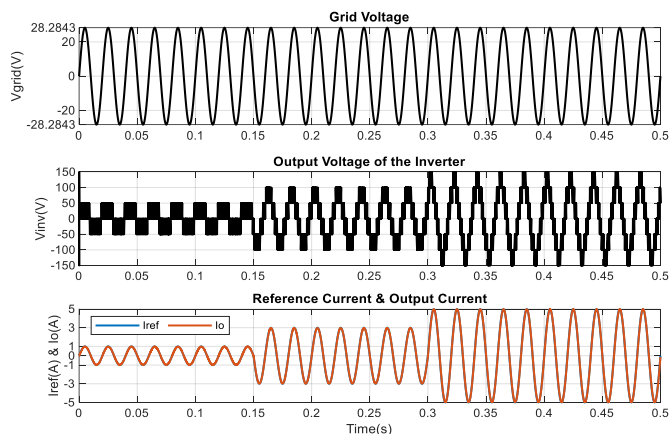 Grid Voltage
28.2843
20
0
-20
-28.2843
Vgrid(V)
0 0.05 0.1 0.15 0.2 0.25 0.3 0.35 0.4 0.45 0.5
Output Voltage of the Inverter
150
100
50
0
-50
-100
-150
Vinv(V)
0 0.05 0.1 0.15 0.2 0.25 0.3 0.35 0.4 0.45 0.5
Reference Current & Output Current
5
3
1
0
-1
-3
-5
Iref(A) & Io(A)
Iref Io
0 0.05 0.1 0.15 0.2 0.25 0.3 0.35 0.4 0.45 0.5
Time(s)